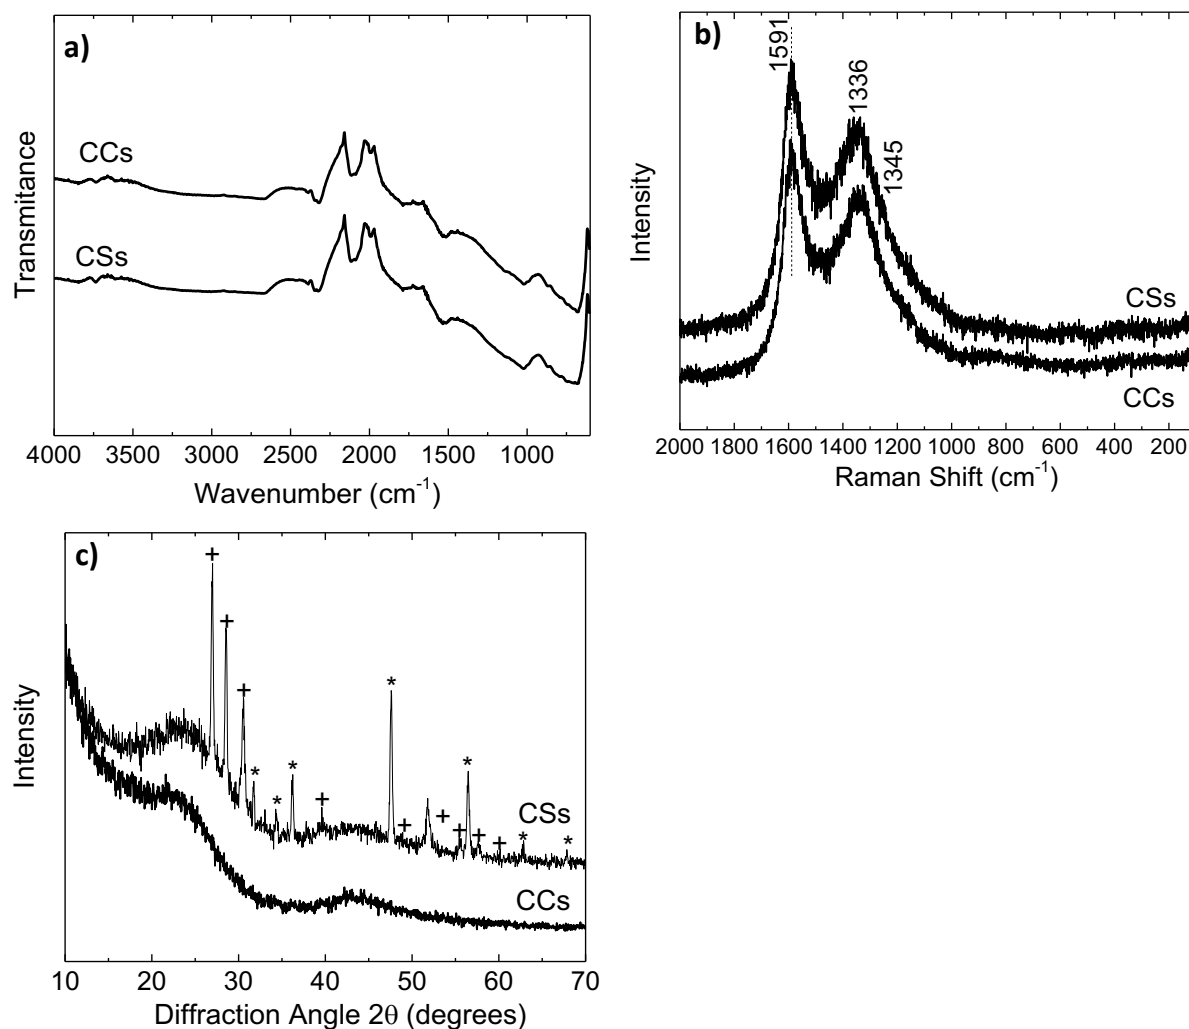 a)
CCs
CSs
Transmitance
4000 3500 3000 2500 2000 1500 1000
Wavenumber (cm-1)
b)
1591
1336
1345
Intensity
CSs
CCs
2000 1800 1600 1400 1200 1000 800 600 400 200
Raman Shift (cm-1)
c)
+
+
+
*
*
*
+
*
+
+
*
+
+
+
*
*
Intensity
CSs
CCs
10 20 30 40 50 60 70
Diffraction Angle 2θ (degrees)